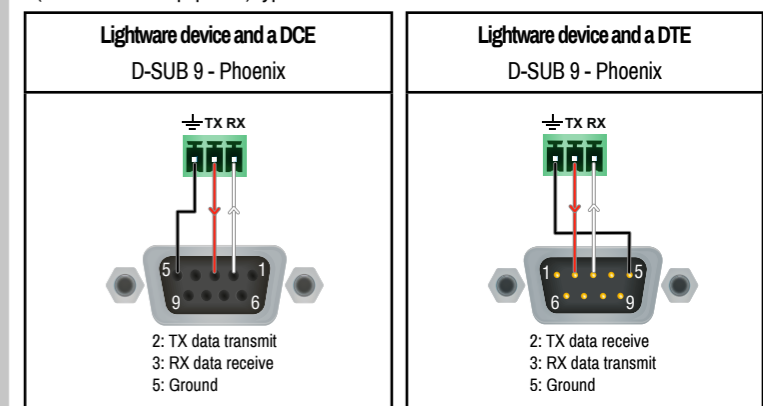 Lightware device and a DCE
D-SUB 9 - Phoenix
TX RX
5 1
9 6
2: TX data transmit
3: RX data receive
5: Ground
Lightware device and a DTE
D-SUB 9 - Phoenix
TX RX
1 5
6 9
2: TX data receive
3: RX data transmit
5: Ground